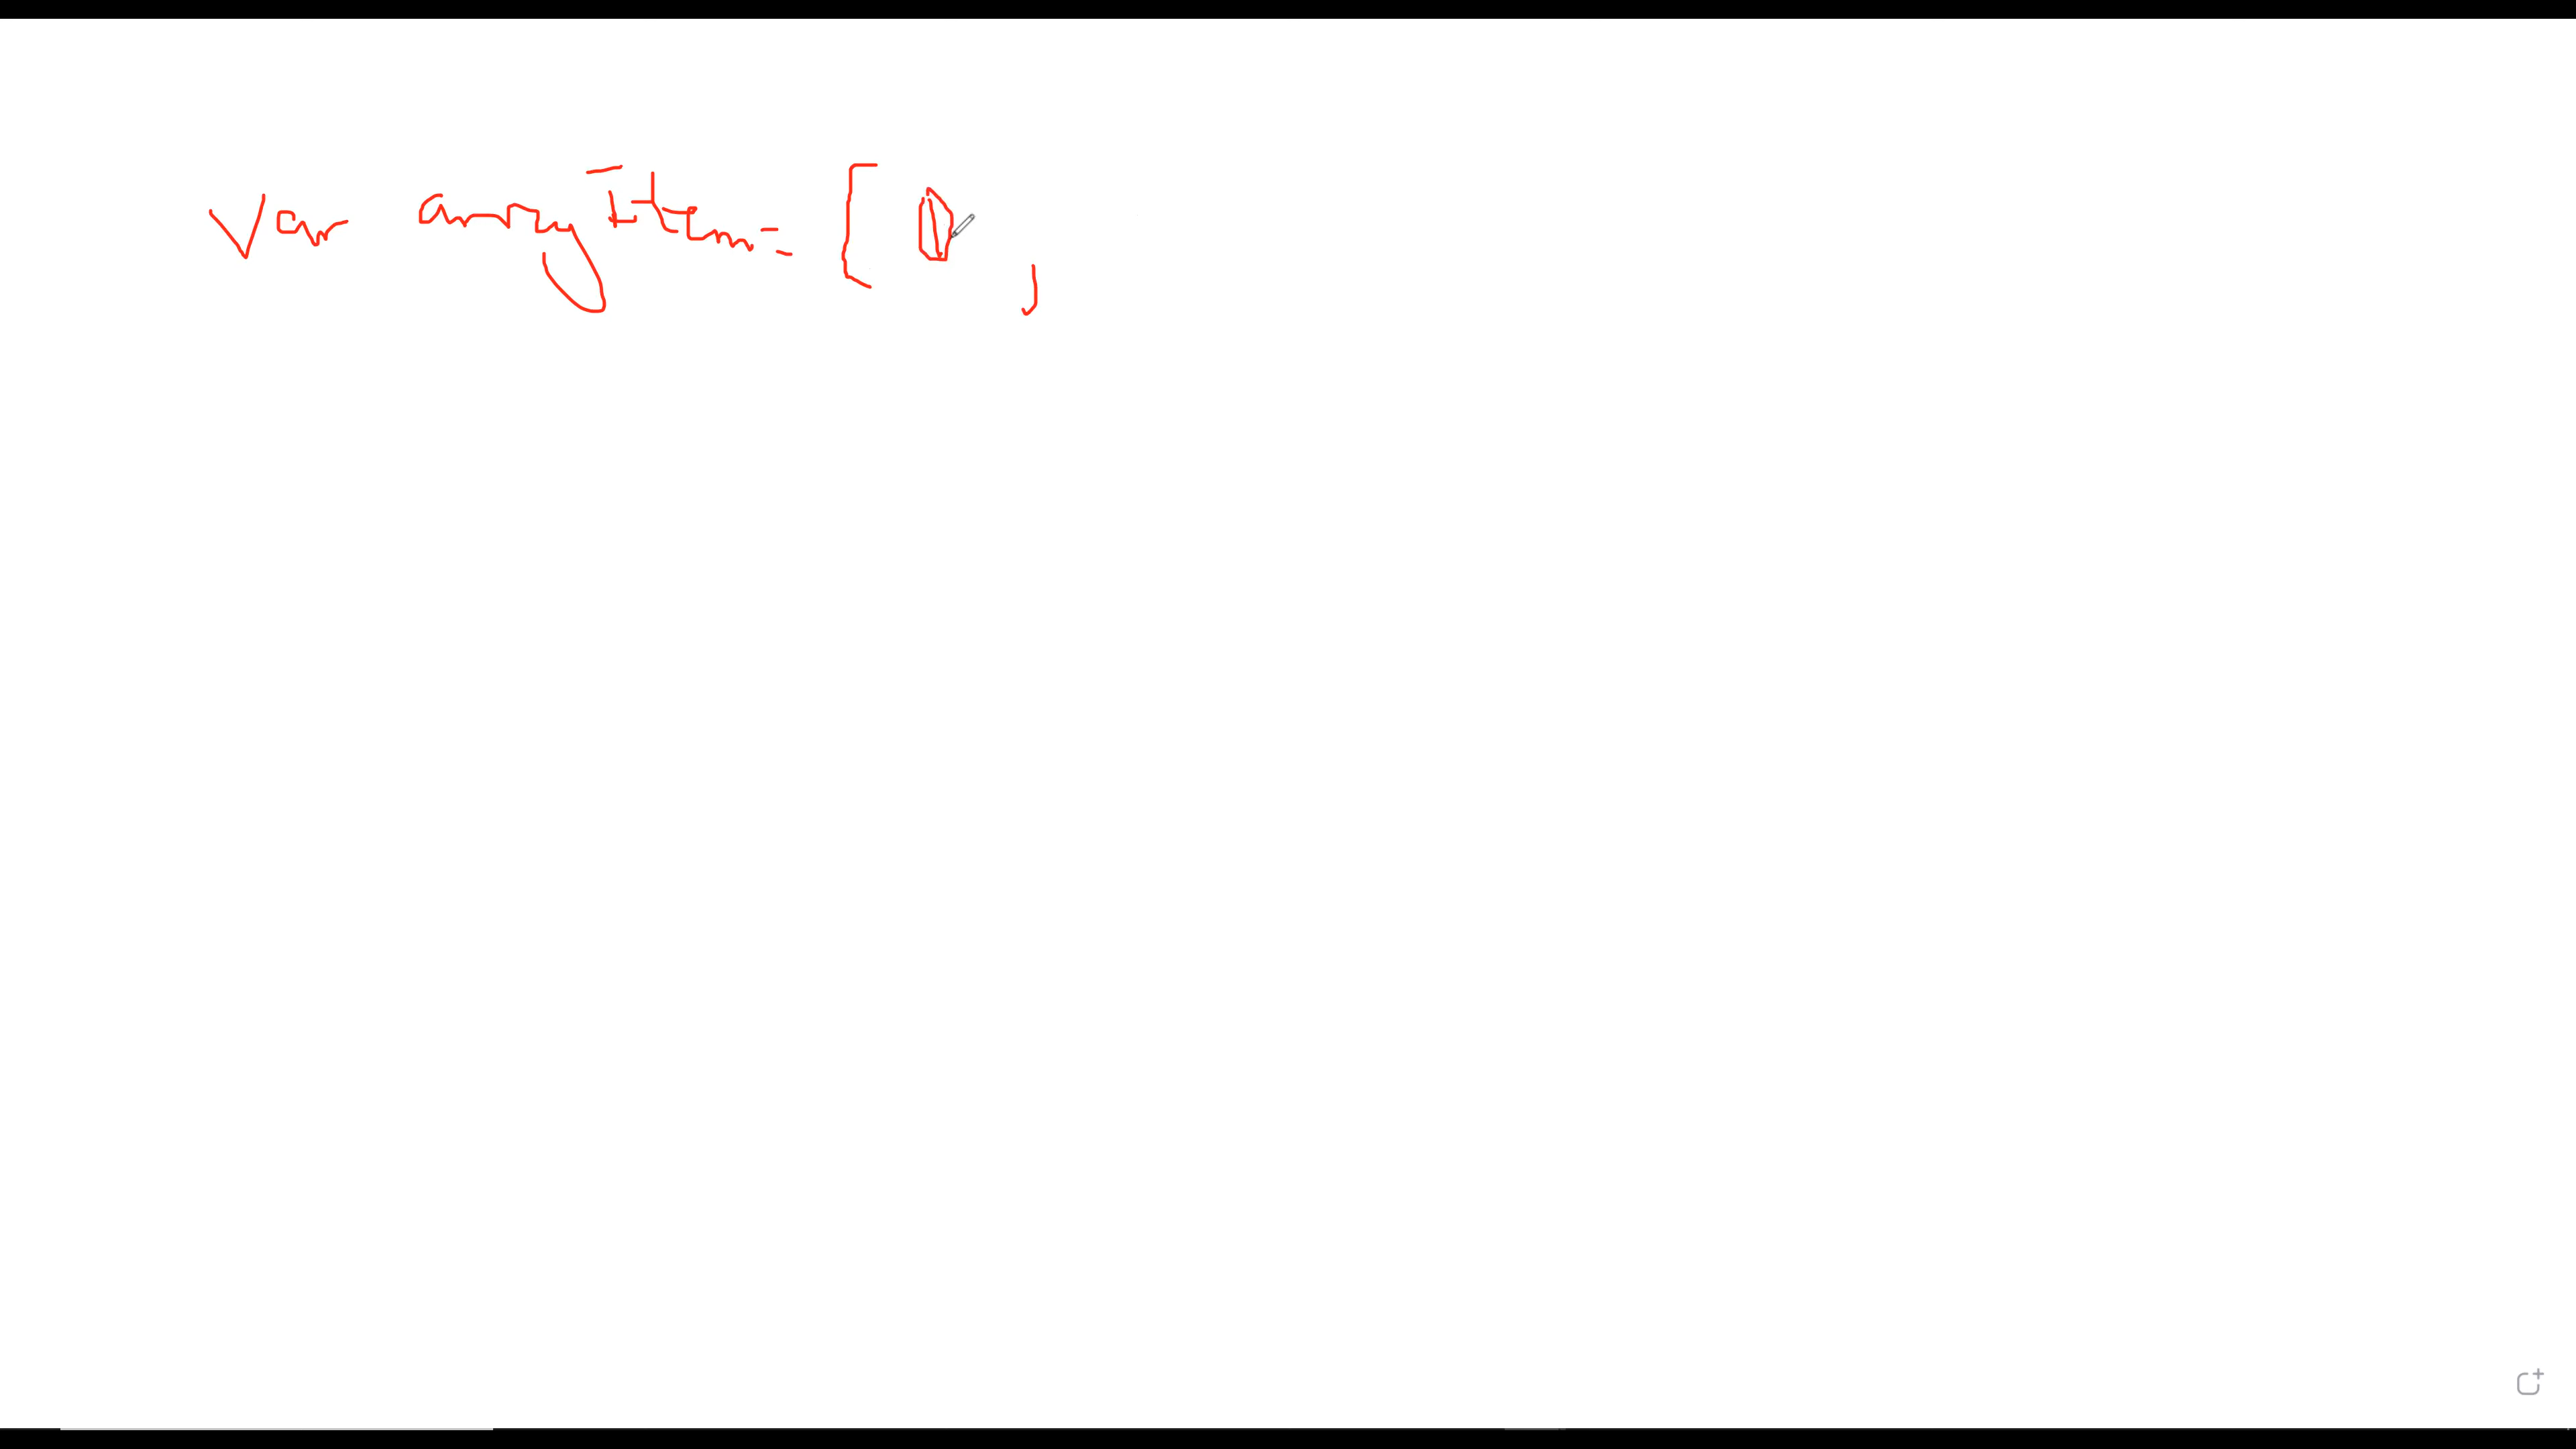 Var arrayItem = [ 0 ,